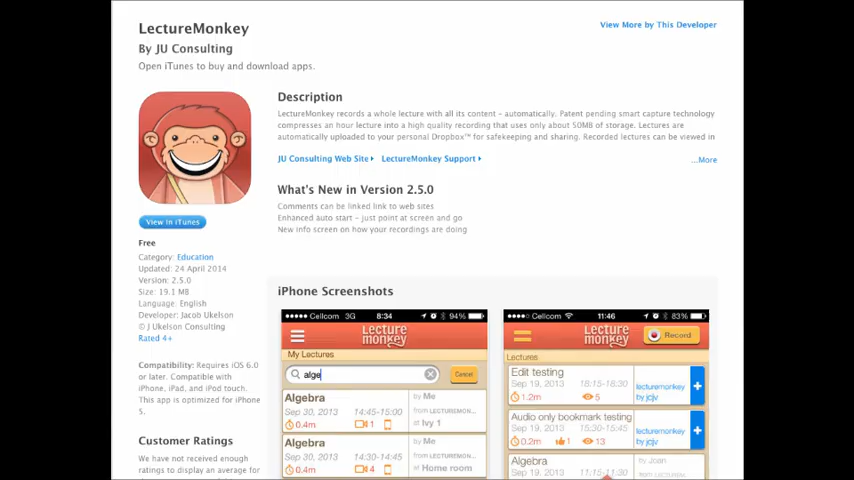 LectureMonkey
View More by This Developer
By JU Consulting
Open iTunes to buy and download apps.
Description
LectureMonkey records a whole lecture with all its content - automatically. Patent pending smart capture technology
compresses an hour lecture into a high quality recording that uses only about 50MB of storage. Lectures are
automatically uploaded to your personal Dropbox™ for safekeeping and sharing. Recorded lectures can be viewed in
JU Consulting Web Site
LectureMonkey Support
...More
What's New in Version 2.5.0
Comments can be linked link to web sites
Enhanced auto start - just point at screen and go
New info screen on how your recordings are doing
View in iTunes
Free
Category: Education
Updated: 24 April 2014
Version: 2.5.0
Size: 19.1 MB
Language: English
Developer: Jacob Ukelson
© J Ukelson Consulting
Rated 4+
Compatibility: Requires iOS 6.0
or later. Compatible with
iPhone, iPad, and iPod touch.
This app is optimized for iPhone
5.
Customer Ratings
We have not received enough
ratings to display an average for
iPhone Screenshots
Cellcom 3G 8:34 94%
Lecture
monkey
My Lectures
alge
Cancel
Algebra
Sep 30, 2013 14:45-15:00
0.4m 1
by Me
from LECTUREMON...
at Ivy 1
Algebra
Sep 30, 2013 14:30-14:45
0.4m 4
by Me
from LECTUREMON...
at Home room
Cellcom 11:46 83%
Lecture
monkey
Record
Lectures
Edit testing
Sep 19, 2013 18:15-18:30
1.2m 5
lecturemonkey
by jcjv
+
Audio only bookmark testing
Sep 19, 2013 15:30-15:45
0.2m 1 13
lecturemonkey
by jcjv
+
Algebra
Sep 19, 2013 11:15-11:30
by Joan